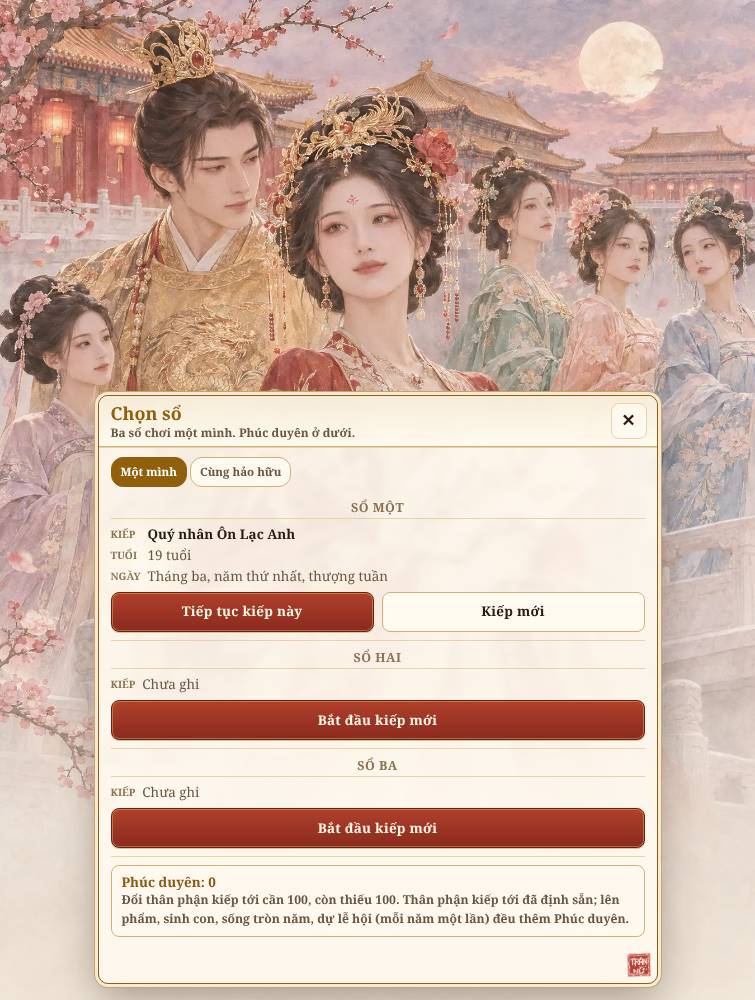 Chọn sổ
Ba sổ chơi một mình. Phúc duyên ở dưới.
✕
Một mình
Cùng hảo hữu
SỔ MỘT
KIẾP Quý nhân Ôn Lạc Anh
TUỔI 19 tuổi
NGÀY Tháng ba, năm thứ nhất, thượng tuần
Tiếp tục kiếp này
Kiếp mới
SỔ HAI
KIẾP Chưa ghi
Bắt đầu kiếp mới
SỔ BA
KIẾP Chưa ghi
Bắt đầu kiếp mới
Phúc duyên: 0
Đổi thân phận kiếp tới cần 100, còn thiếu 100. Thân phận kiếp tới đã định sẵn; lên
phẩm, sinh con, sống tròn năm, dự lễ hội (mỗi năm một lần) đều thêm Phúc duyên.